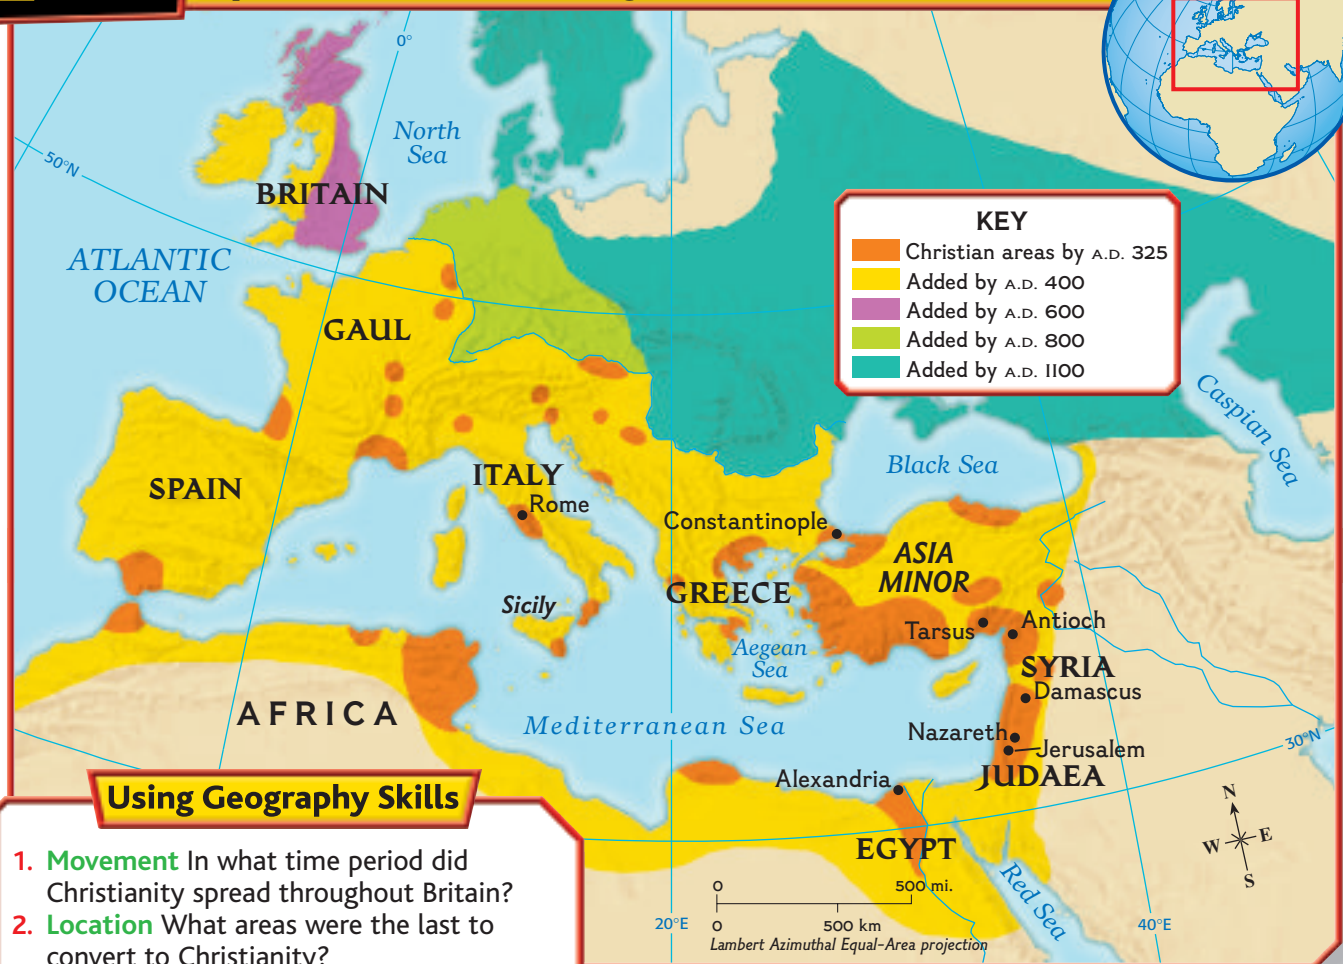 0°
50°N
North
Sea
BRITAIN
ATLANTIC
OCEAN
GAUL
KEY
Christian areas by A.D. 325
Added by A.D. 400
Added by A.D. 600
Added by A.D. 800
Added by A.D. 1100
Caspian Sea
Black Sea
SPAIN
ITALY
Rome
Constantinople
ASIA
MINOR
GREECE
Sicily
Tarsus
Antioch
Aegean
Sea
SYRIA
Damascus
AFRICA
Mediterranean Sea
Nazareth
Jerusalem
JUDAEA
30°N
Alexandria
EGYPT
Red Sea
N
W E
S
0 500 mi.
0 500 km
Lambert Azimuthal Equal-Area projection
20°E
40°E
Using Geography Skills
1. Movement In what time period did
Christianity spread throughout Britain?
2. Location What areas were the last to
convert to Christianity?